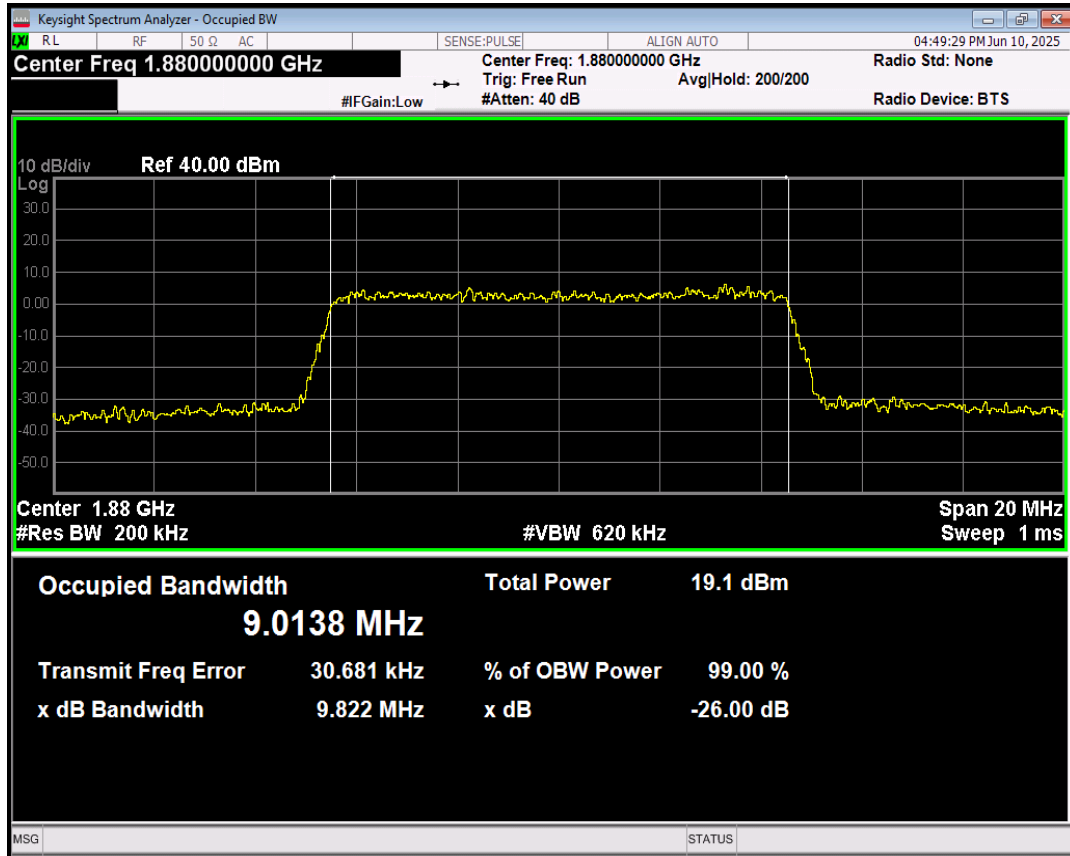 Keysight Spectrum Analyzer - Occupied BW
LXI RL RF 50 Ω AC SENSE:PULSE ALIGN AUTO 04:49:29 PM Jun 10, 2025
Center Freq 1.880000000 GHz Center Freq: 1.880000000 GHz Radio Std: None
Trig: Free Run Avg|Hold: 200/200
#IFGain:Low #Atten: 40 dB Radio Device: BTS
10 dB/div Ref 40.00 dBm
Log
30.0
20.0
10.0
0.00
-10.0
-20.0
-30.0
-40.0
-50.0
Center 1.88 GHz Span 20 MHz
#Res BW 200 kHz #VBW 620 kHz Sweep 1 ms
Occupied Bandwidth Total Power 19.1 dBm
9.0138 MHz
Transmit Freq Error 30.681 kHz % of OBW Power 99.00 %
x dB Bandwidth 9.822 MHz x dB -26.00 dB
MSG STATUS